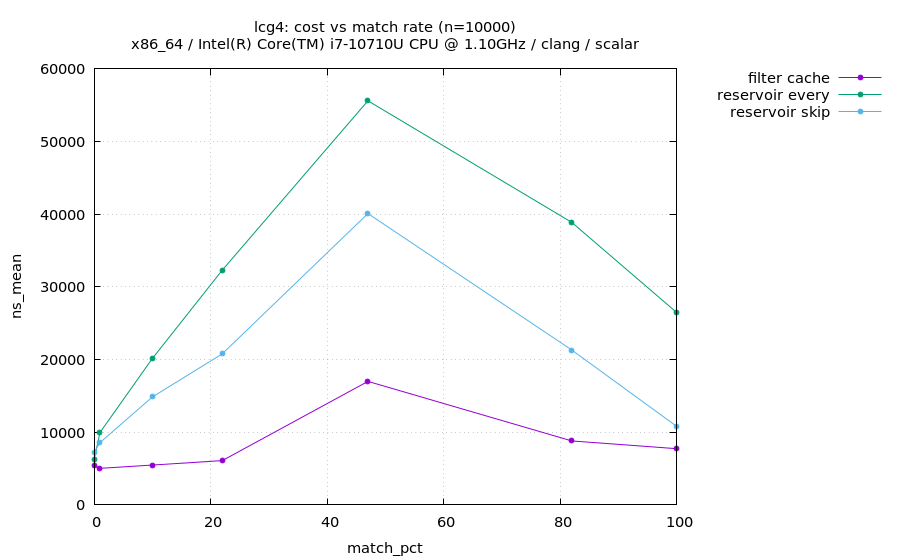 lcg4: cost vs match rate (n=10000)
x86_64 / Intel(R) Core(TM) i7-10710U CPU @ 1.10GHz / clang / scalar
filter cache
reservoir every
reservoir skip
60000
50000
40000
30000
20000
10000
0
ns_mean
0 20 40 60 80 100
match_pct